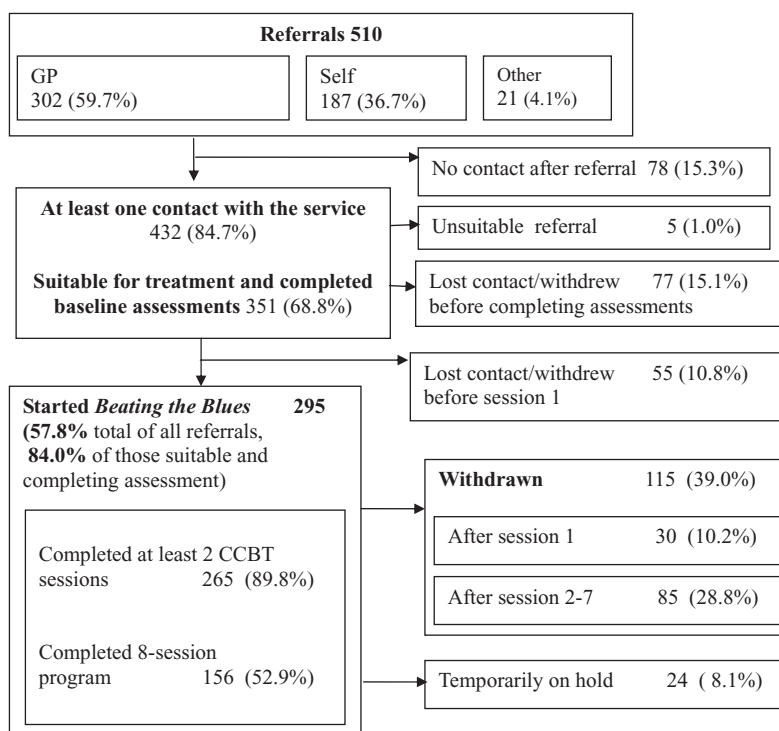 Referrals 510
GP
302 (59.7%)
Self
187 (36.7%)
Other
21 (4.1%)
No contact after referral 78 (15.3%)
At least one contact with the service
432 (84.7%)
Unsuitable referral 5 (1.0%)
Suitable for treatment and completed
baseline assessments 351 (68.8%)
Lost contact/withdrew 77 (15.1%)
before completing assessments
Lost contact/withdrew 55 (10.8%)
before session 1
Started Beating the Blues 295
(57.8% total of all referrals,
84.0% of those suitable and
completing assessment)
Withdrawn 115 (39.0%)
After session 1 30 (10.2%)
After session 2-7 85 (28.8%)
Completed at least 2 CCBT
sessions 265 (89.8%)
Completed 8-session
program 156 (52.9%)
Temporarily on hold 24 ( 8.1%)